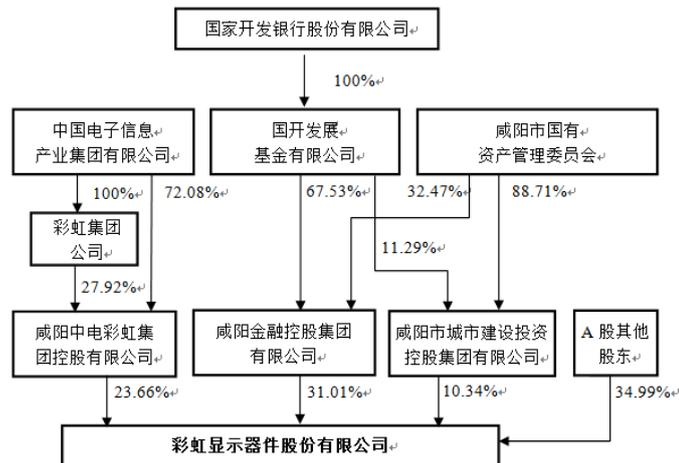 国家开发银行股份有限公司
100%
中国电子信息
产业集团有限公司
国开发展
基金有限公司
咸阳市国有
资产管理委员会
100%
72.08%
67.53%
32.47%
88.71%
彩虹集团
公司
11.29%
27.92%
咸阳中电彩虹集
团控股有限公司
咸阳金融控股集团
有限公司
咸阳市城市建设投资
控股集团有限公司
A 股其他
股东
23.66%
31.01%
10.34%
34.99%
彩虹显示器件股份有限公司